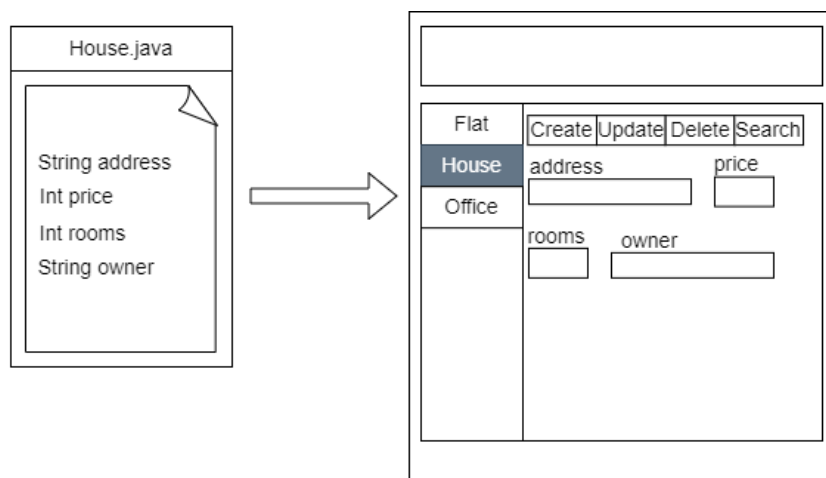 House.java
String address
Int price
Int rooms
String owner
Flat
House
Office
Create Update Delete Search
address price
rooms owner